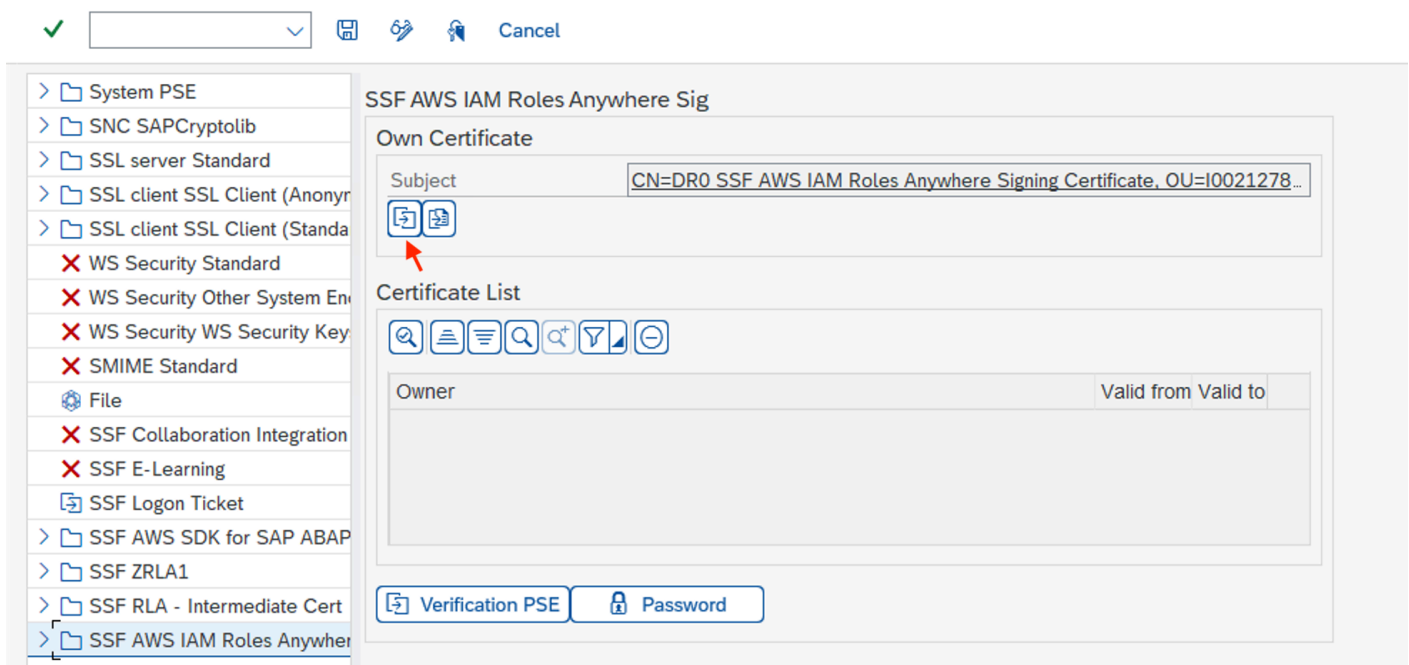 Cancel
System PSE
SNC SAPCryptolib
SSL server Standard
SSL client SSL Client (Anonyr
SSL client SSL Client (Standa
WS Security Standard
WS Security Other System En
WS Security WS Security Key
SMIME Standard
File
SSF Collaboration Integration
SSF E-Learning
SSF Logon Ticket
SSF AWS SDK for SAP ABAP
SSF ZRLA1
SSF RLA - Intermediate Cert
SSF AWS IAM Roles Anywher
SSF AWS IAM Roles Anywhere Sig
Own Certificate
Subject CN=DR0 SSF AWS IAM Roles Anywhere Signing Certificate, OU=I0021278...
Certificate List
Owner Valid from Valid to
Verification PSE Password